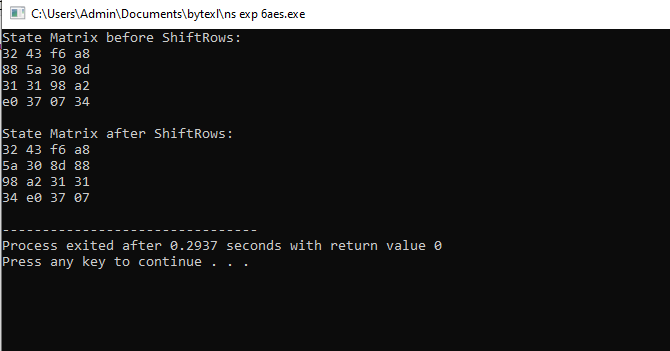 C:\Users\Admin\Documents\bytexl\ns exp 6aes.exe
State Matrix before ShiftRows:
32 43 f6 a8
88 5a 30 8d
31 31 98 a2
e0 37 07 34
State Matrix after ShiftRows:
32 43 f6 a8
5a 30 8d 88
98 a2 31 31
34 e0 37 07
--------------------------------
Process exited after 0.2937 seconds with return value 0
Press any key to continue . . .